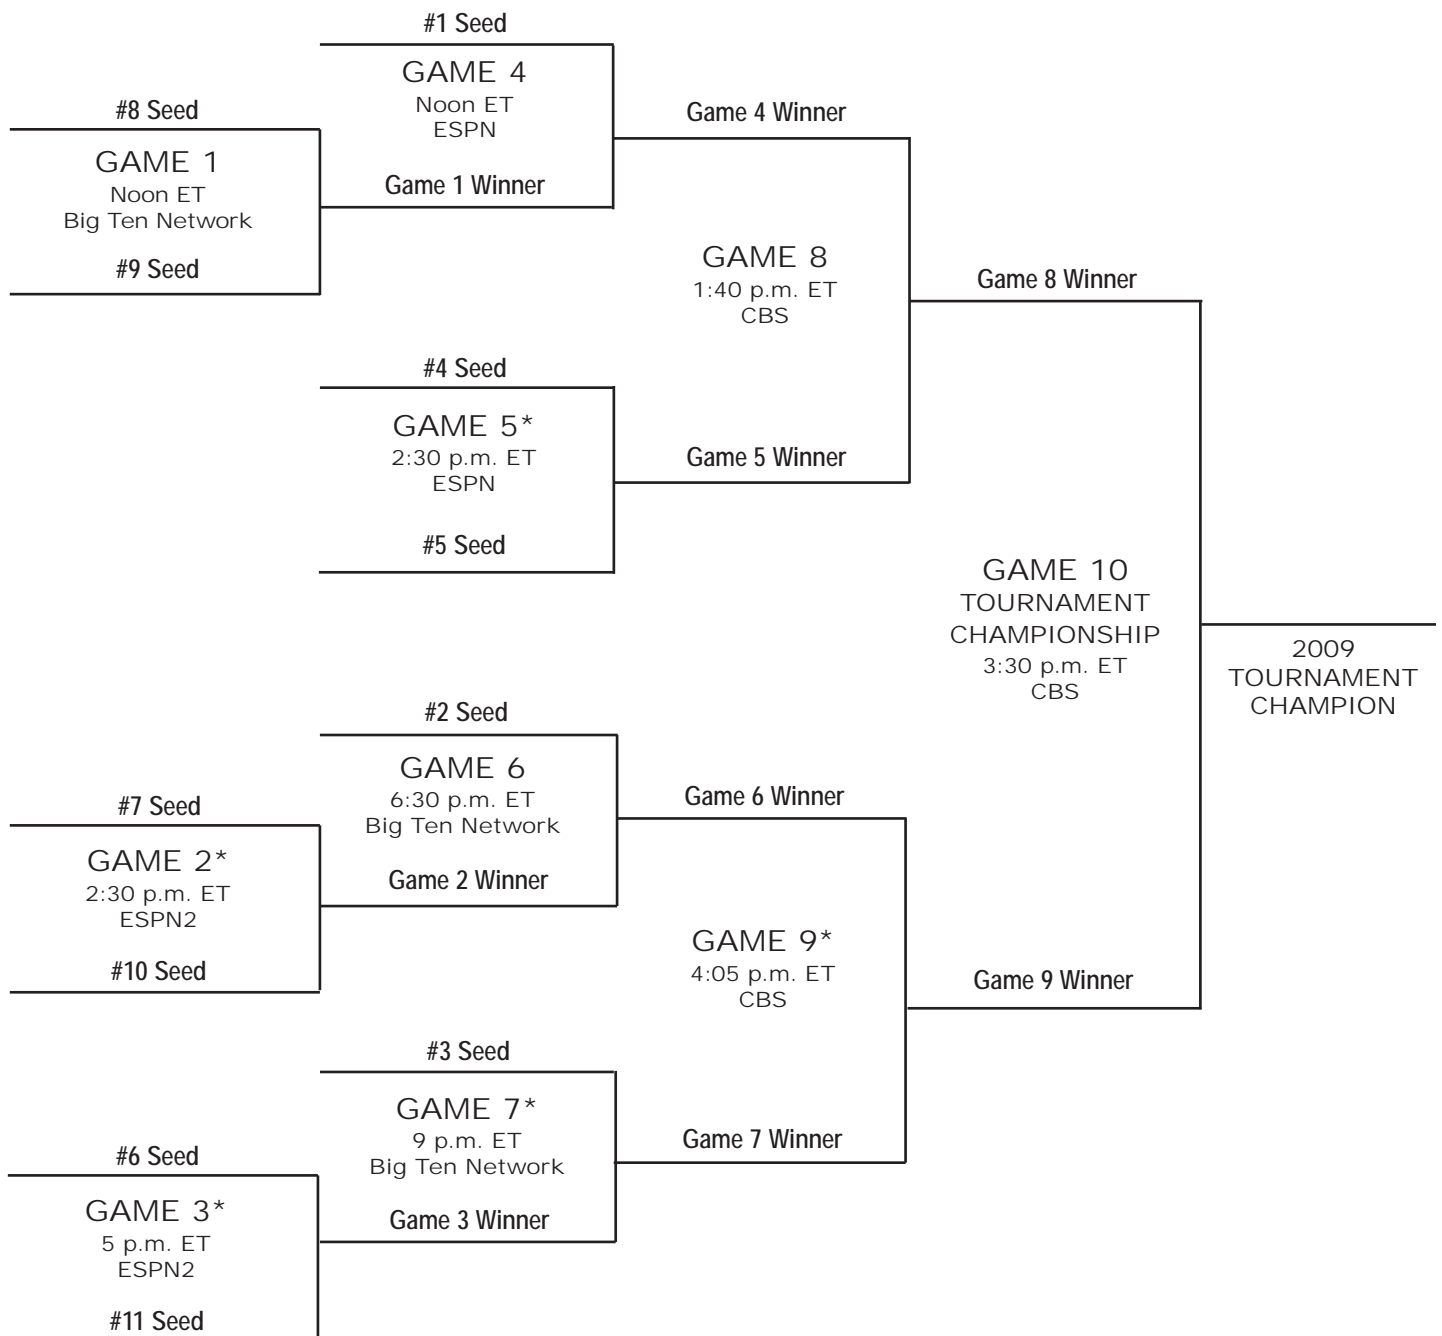 #1 Seed
GAME 4
Noon ET
ESPN
#8 Seed
GAME 1
Noon ET
Big Ten Network
#9 Seed
Game 1 Winner
Game 4 Winner
GAME 8
1:40 p.m. ET
CBS
Game 8 Winner
#4 Seed
GAME 5*
2:30 p.m. ET
ESPN
#5 Seed
Game 5 Winner
GAME 10
TOURNAMENT
CHAMPIONSHIP
3:30 p.m. ET
CBS
2009
TOURNAMENT
CHAMPION
#2 Seed
GAME 6
6:30 p.m. ET
Big Ten Network
Game 2 Winner
#7 Seed
GAME 2*
2:30 p.m. ET
ESPN2
#10 Seed
Game 6 Winner
GAME 9*
4:05 p.m. ET
CBS
Game 9 Winner
#3 Seed
GAME 7*
9 p.m. ET
Big Ten Network
Game 3 Winner
Game 7 Winner
#6 Seed
GAME 3*
5 p.m. ET
ESPN2
#11 Seed